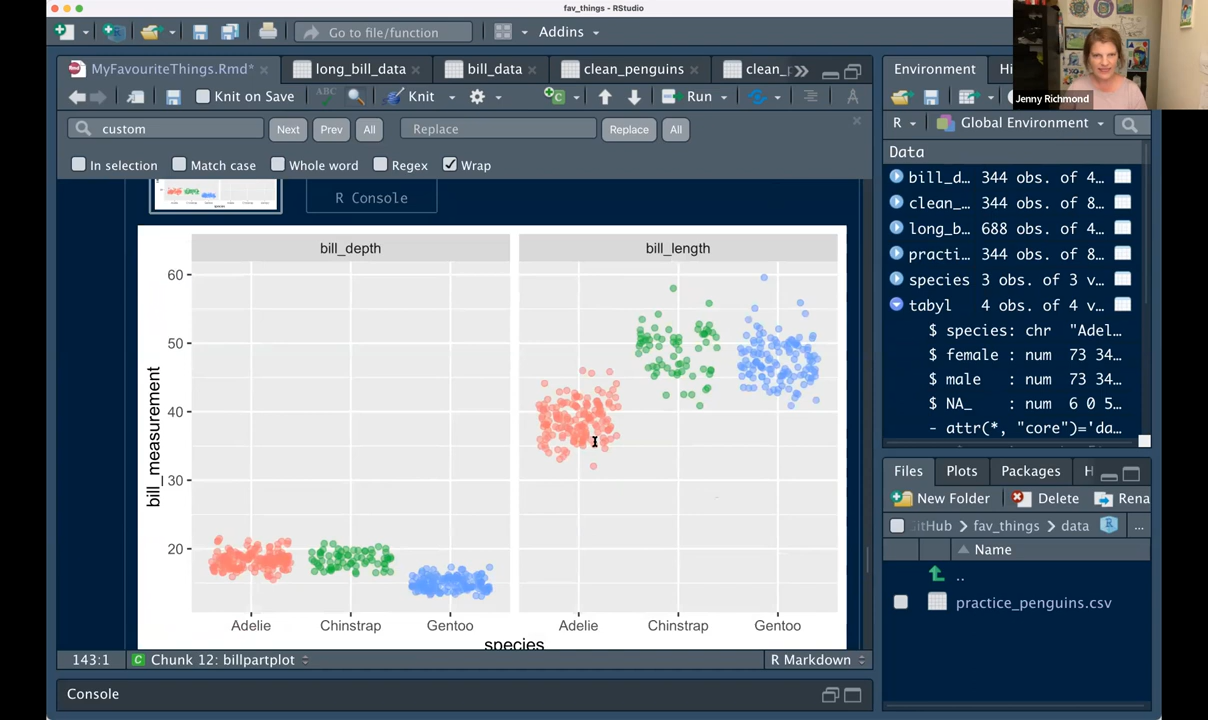 fav_things - RStudio
Go to file/function
Addins
MyFavouriteThings.Rmd*
long_bill_data
bill_data
clean_penguins
clean_
Environment
Hi
Jenny Richmond
Knit on Save
ABC
Knit
Run
R
Global Environment
custom
Next
Prev
All
Replace
Replace
All
In selection
Match case
Whole word
Regex
Wrap
Data
bill_d… 344 obs. of 4…
clean_… 344 obs. of 8…
long_b… 688 obs. of 4…
practi… 344 obs. of 8…
species 3 obs. of 3 v…
tabyl 4 obs. of 4 v…
$ species: chr "Adel…
$ female : num 73 34…
$ male : num 73 34…
$ NA_ : num 6 0 5…
- attr(*, "core")='da…
R Console
bill_depth
bill_length
60
50
40
30
20
bill_measurement
Adelie
Chinstrap
Gentoo
Adelie
Chinstrap
Gentoo
species
Files
Plots
Packages
H
New Folder
Delete
Rena
GitHub > fav_things > data
...
Name
..
practice_penguins.csv
143:1
Chunk 12: billpartplot
R Markdown
Console